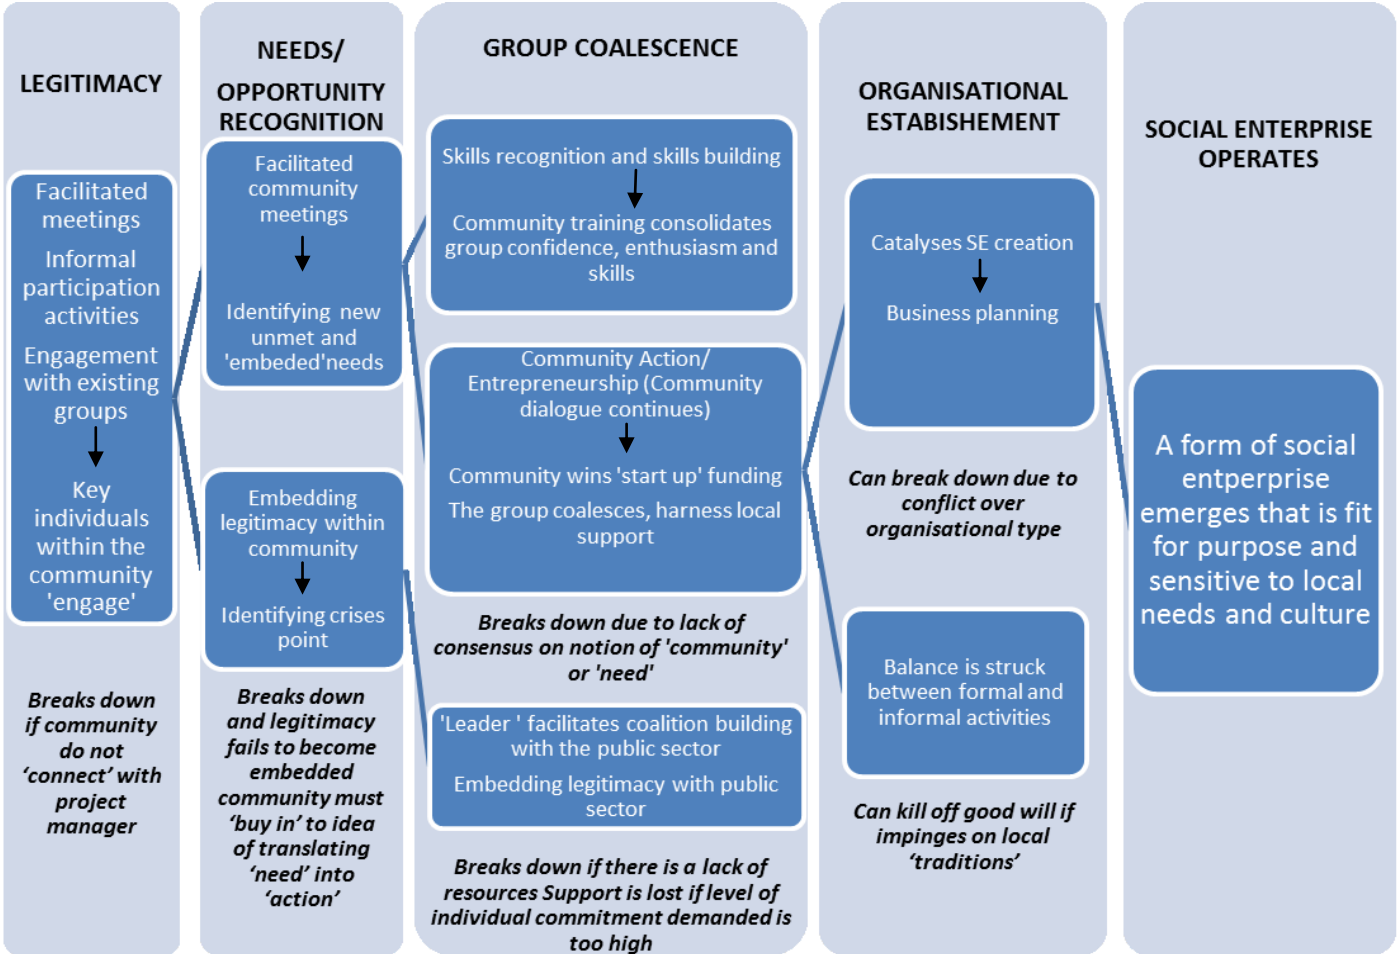 LEGITIMACY
Facilitated
meetings
Informal
participation
activities
Engagement
with existing
groups
Key
individuals
within the
community
'engage'
Breaks down
if community
do not
‘connect’ with
project
manager
NEEDS/
OPPORTUNITY
RECOGNITION
Facilitated
community
meetings
Identifying new
unmet and
'embeded'needs
Embedding
legitimacy within
community
Identifying crises
point
Breaks down
and legitimacy
fails to become
embedded
community must
‘buy in’ to idea
of translating
‘need’ into
‘action’
GROUP COALESCENCE
Skills recognition and skills building
Community training consolidates
group confidence, enthusiasm and
skills
Community Action/
Entrepreneurship (Community
dialogue continues)
Community wins 'start up' funding
The group coalesces, harness local
support
Breaks down due to lack of
consensus on notion of 'community'
or 'need'
'Leader ' facilitates coalition building
with the public sector
Embedding legitimacy with public
sector
Breaks down if there is a lack of
resources Support is lost if level of
individual commitment demanded is
too high
ORGANISATIONAL
ESTABISHEMENT
Catalyses SE creation
Business planning
Can break down due to
conflict over
organisational type
Balance is struck
between formal and
informal activities
Can kill off good will if
impinges on local
‘traditions’
SOCIAL ENTERPRISE
OPERATES
A form of social
entperprise
emerges that is fit
for purpose and
sensitive to local
needs and culture